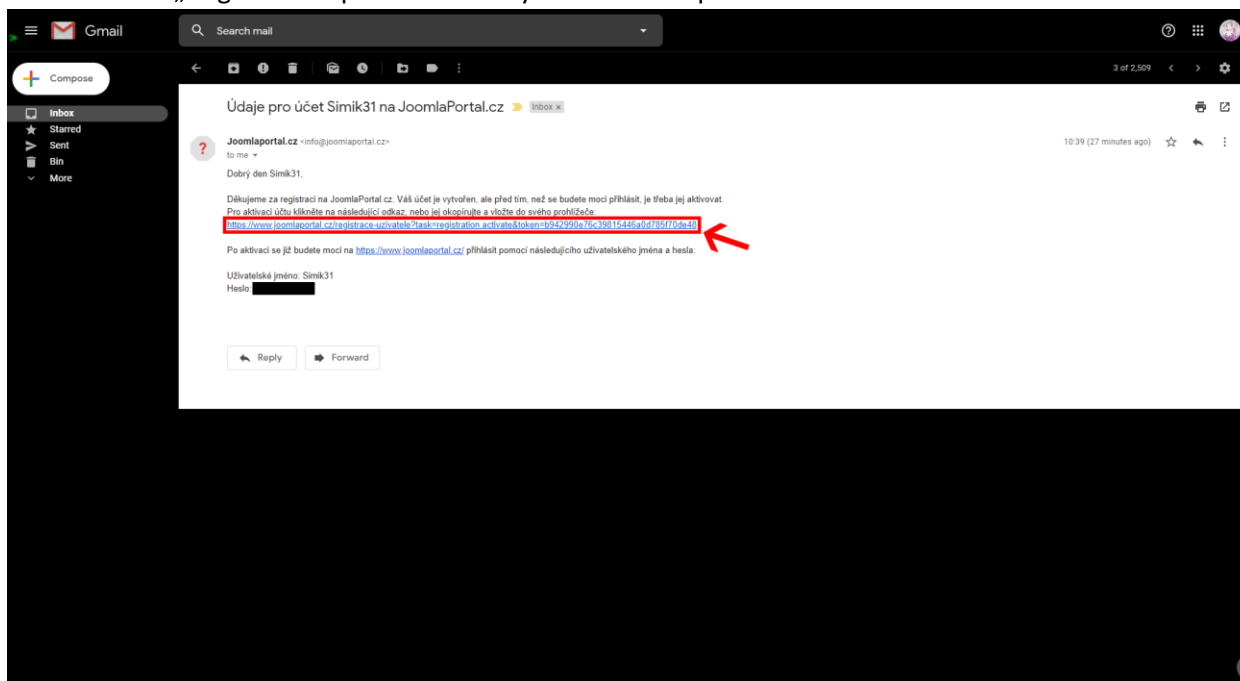 Gmail
Search mail
Compose
3 of 2,509
Inbox
Starred
Sent
Bin
More
Údaje pro účet Simik31 na JoomlaPortal.cz Inbox x
Joomlaportal.cz <info@joomlaportal.cz> 10:39 (27 minutes ago)
to me
Dobrý den Simik31,
Děkujeme za registraci na JoomlaPortal.cz. Váš účet je vytvořen, ale před tím, než se budete moci přihlásit, je třeba jej aktivovat.
Pro aktivaci účtu klikněte na následující odkaz, nebo jej okopírujte a vložte do svého prohlížeče:
https://www.joomlaportal.cz/registrace-uzivatele?task=registration.activate&token=b942990e76c39815446a0d785f70de48
Po aktivaci se již budete moci na https://www.joomlaportal.cz/ přihlásit pomocí následujícího uživatelského jména a hesla:
Uživatelské jméno: Simik31
Heslo:
Reply Forward